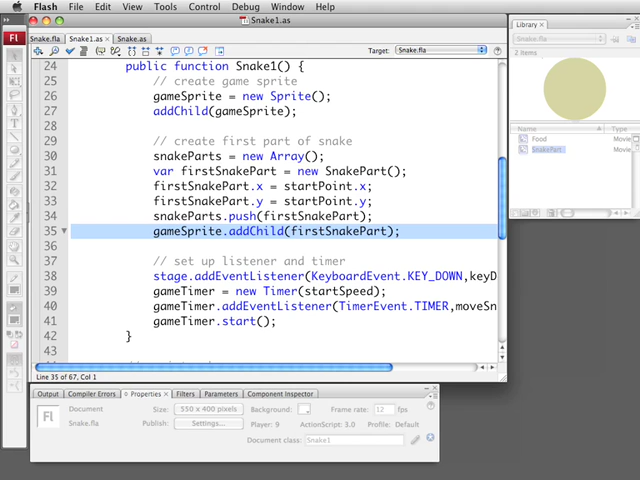 Flash File Edit View Tools Control Debug Window Help
Snake1.as
Snake.fla Snake1.as Snake.as
Target: Snake.fla
24 public function Snake1() {
25 // create game sprite
26 gameSprite = new Sprite();
27 addChild(gameSprite);
28
29 // create first part of snake
30 snakeParts = new Array();
31 var firstSnakePart = new SnakePart();
32 firstSnakePart.x = startPoint.x;
33 firstSnakePart.y = startPoint.y;
34 snakeParts.push(firstSnakePart);
35 gameSprite.addChild(firstSnakePart);
36
37 // set up listener and timer
38 stage.addEventListener(KeyboardEvent.KEY_DOWN,keyD
39 gameTimer = new Timer(startSpeed);
40 gameTimer.addEventListener(TimerEvent.TIMER,moveSn
41 gameTimer.start();
42 }
43
Line 35 of 67, Col 1
Library
Snake.fla
2 items
Name Type
Food Movie
SnakePart Movie
Output Compiler Errors Properties Filters Parameters Component Inspector
Fl Document Size: 550 x 400 pixels Background: Frame rate: 12 fps
Snake.fla Publish: Settings... Player: 9 ActionScript: 3.0 Profile: Default
Document class: Snake1
Fl